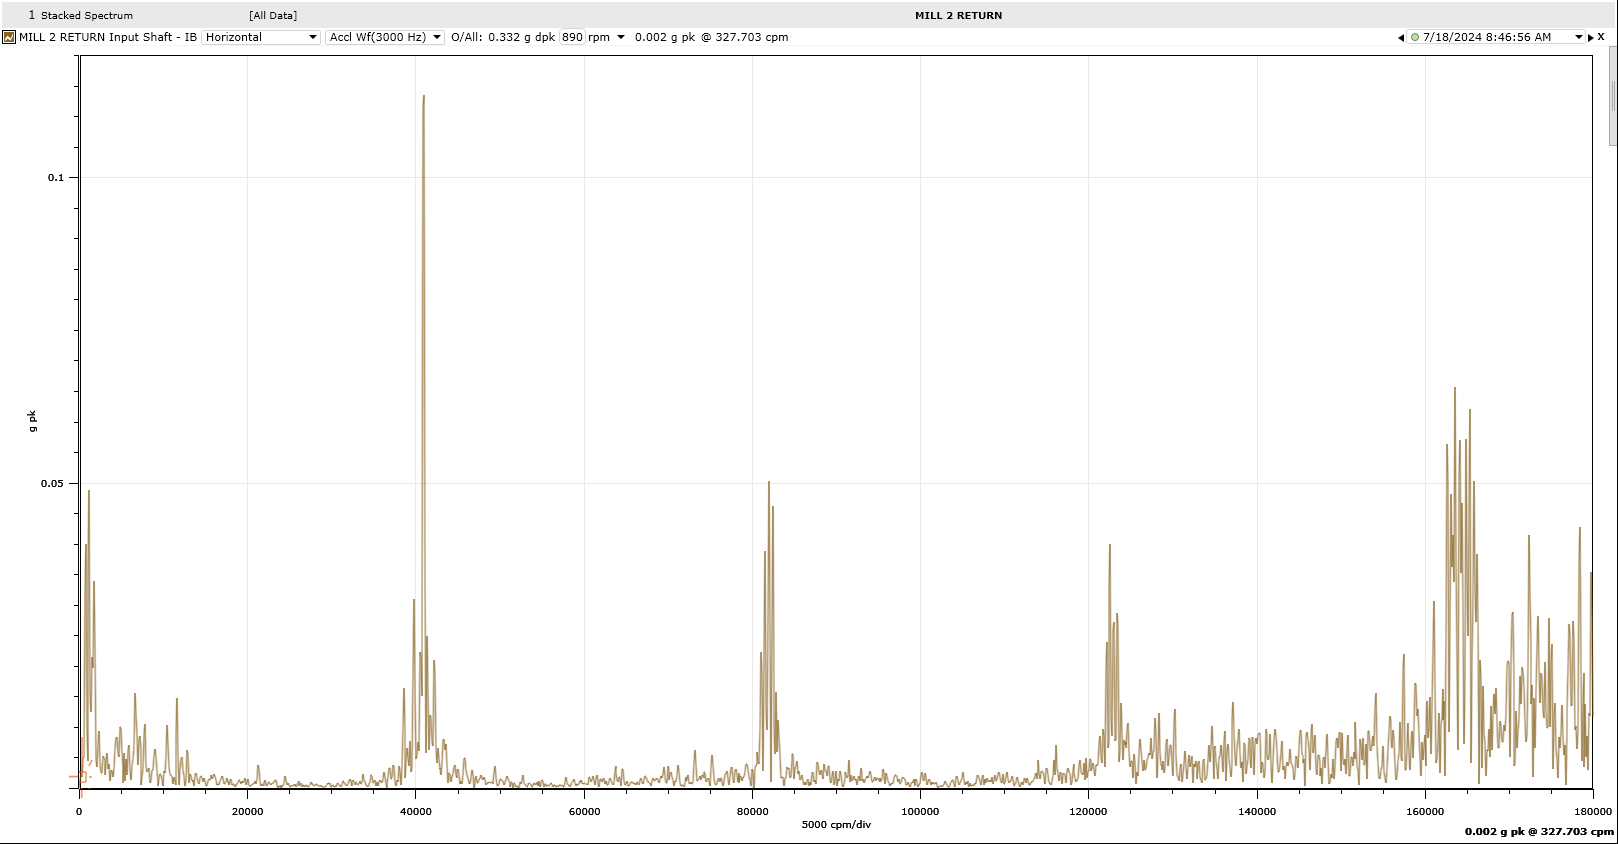 1 Stacked Spectrum [All Data] MILL 2 RETURN
MILL 2 RETURN Input Shaft - IB Horizontal Accl Wf(3000 Hz) O/All: 0.332 g dpk 890 rpm 0.002 g pk @ 327.703 cpm 7/18/2024 8:46:56 AM X
0.1
g pk
0.05
0 20000 40000 60000 80000 100000 120000 140000 160000 180000
5000 cpm/div
0.002 g pk @ 327.703 cpm